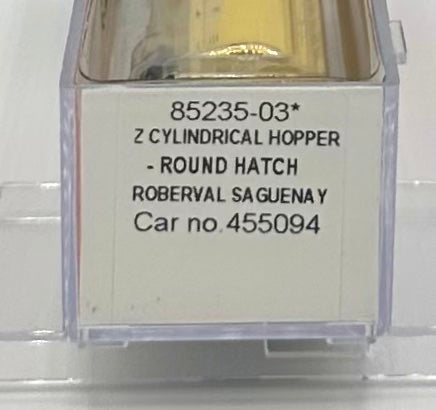 85235-03*
Z CYLINDRICAL HOPPER
- ROUND HATCH
ROBERVAL SAGUENAY
Car no.455094